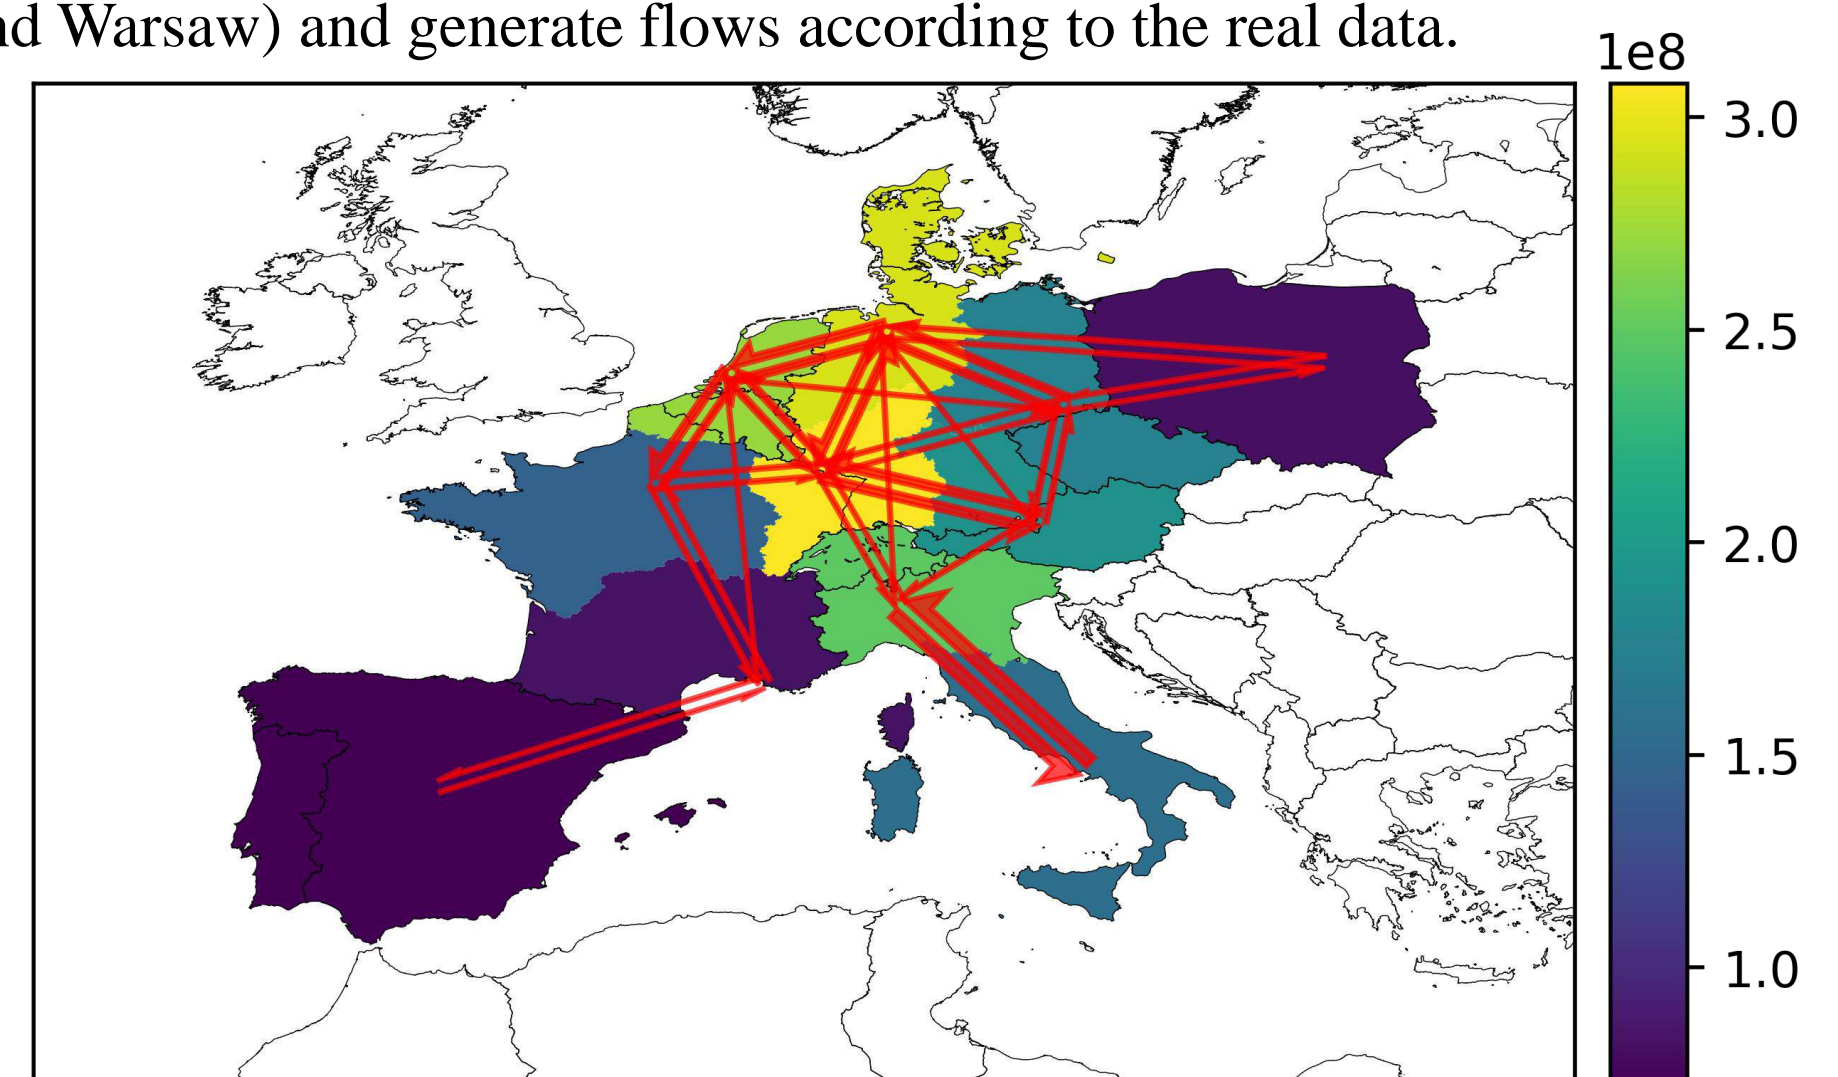 nd Warsaw) and generate flows according to the real data.
1e8
3.0
2.5
2.0
1.5
1.0